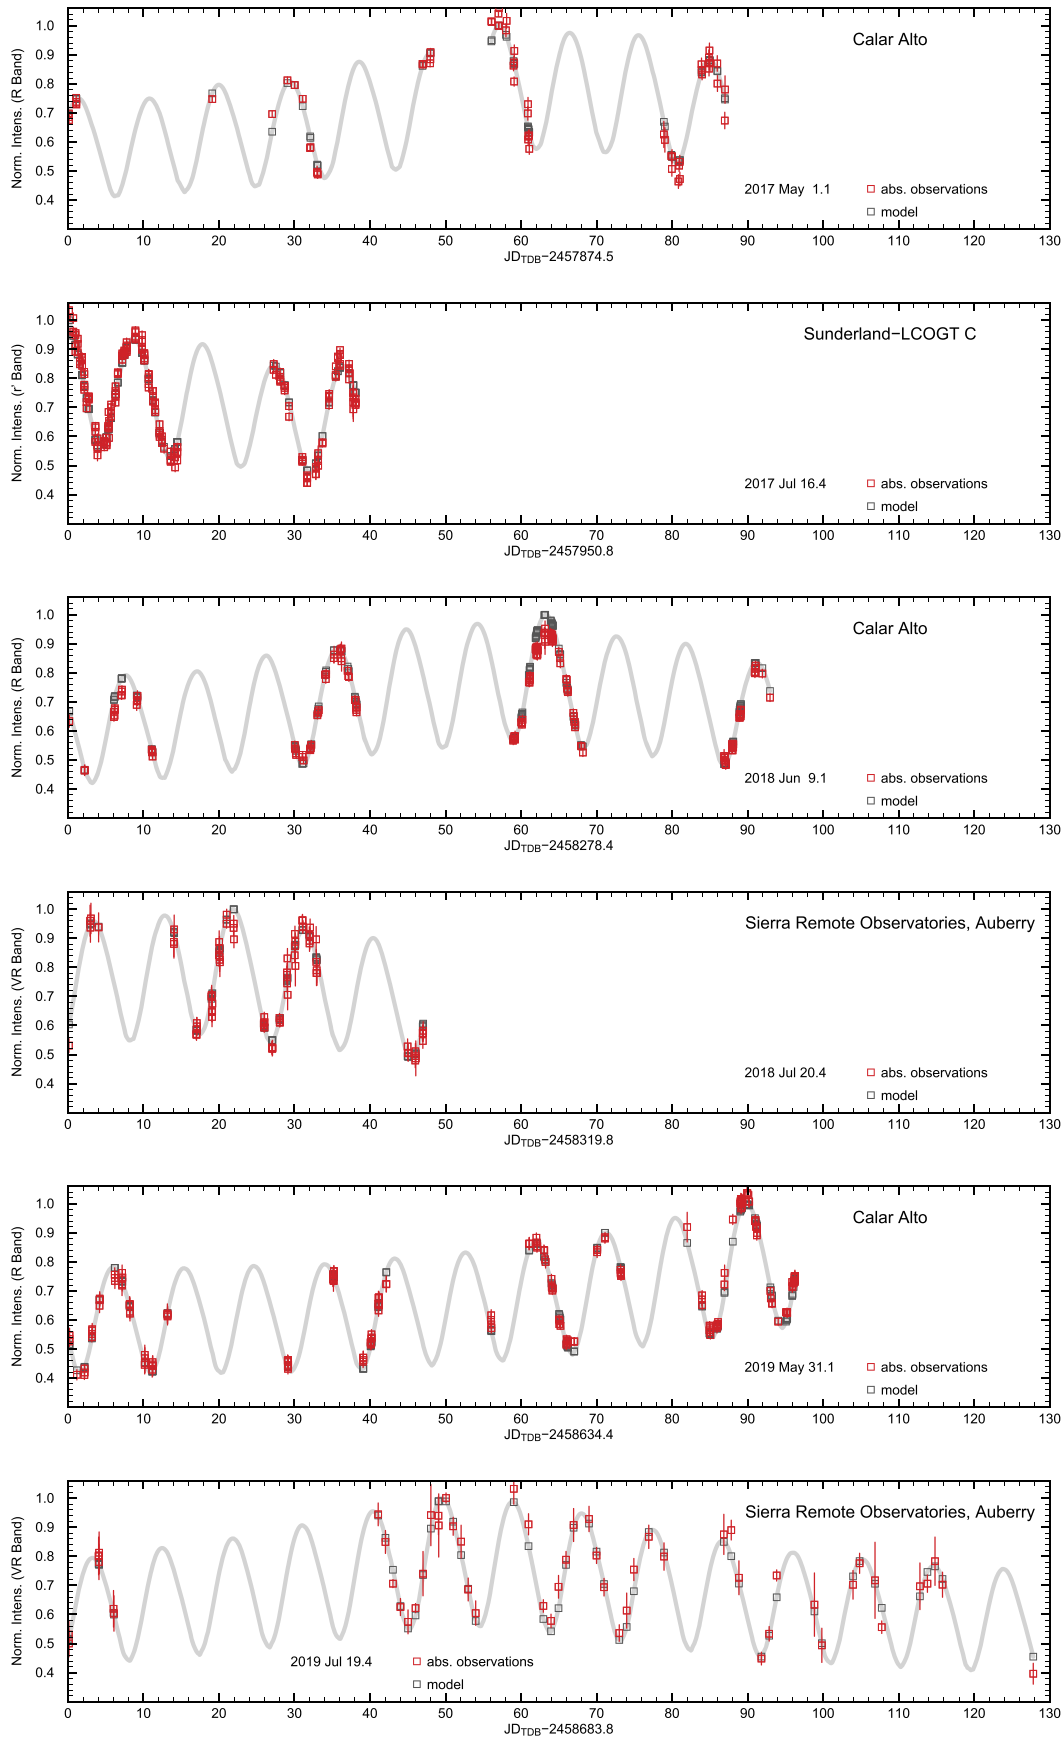 1.0
0.9
0.8
0.7
0.6
0.5
0.4
Norm. Intens. (R Band)
Calar Alto
2017 May 1.1
abs. observations
model
0 10 20 30 40 50 60 70 80 90 100 110 120 130
JDTDB−2457874.5
1.0
0.9
0.8
0.7
0.6
0.5
0.4
Norm. Intens. (r' Band)
Sunderland−LCOGT C
2017 Jul 16.4
abs. observations
model
0 10 20 30 40 50 60 70 80 90 100 110 120 130
JDTDB−2457950.8
1.0
0.9
0.8
0.7
0.6
0.5
0.4
Norm. Intens. (R Band)
Calar Alto
2018 Jun 9.1
abs. observations
model
0 10 20 30 40 50 60 70 80 90 100 110 120 130
JDTDB−2458278.4
1.0
0.9
0.8
0.7
0.6
0.5
0.4
Norm. Intens. (VR Band)
Sierra Remote Observatories, Auberry
2018 Jul 20.4
abs. observations
model
0 10 20 30 40 50 60 70 80 90 100 110 120 130
JDTDB−2458319.8
1.0
0.9
0.8
0.7
0.6
0.5
0.4
Norm. Intens. (R Band)
Calar Alto
2019 May 31.1
abs. observations
model
0 10 20 30 40 50 60 70 80 90 100 110 120 130
JDTDB−2458634.4
1.0
0.9
0.8
0.7
0.6
0.5
0.4
Norm. Intens. (VR Band)
Sierra Remote Observatories, Auberry
2019 Jul 19.4
abs. observations
model
0 10 20 30 40 50 60 70 80 90 100 110 120 130
JDTDB−2458683.8